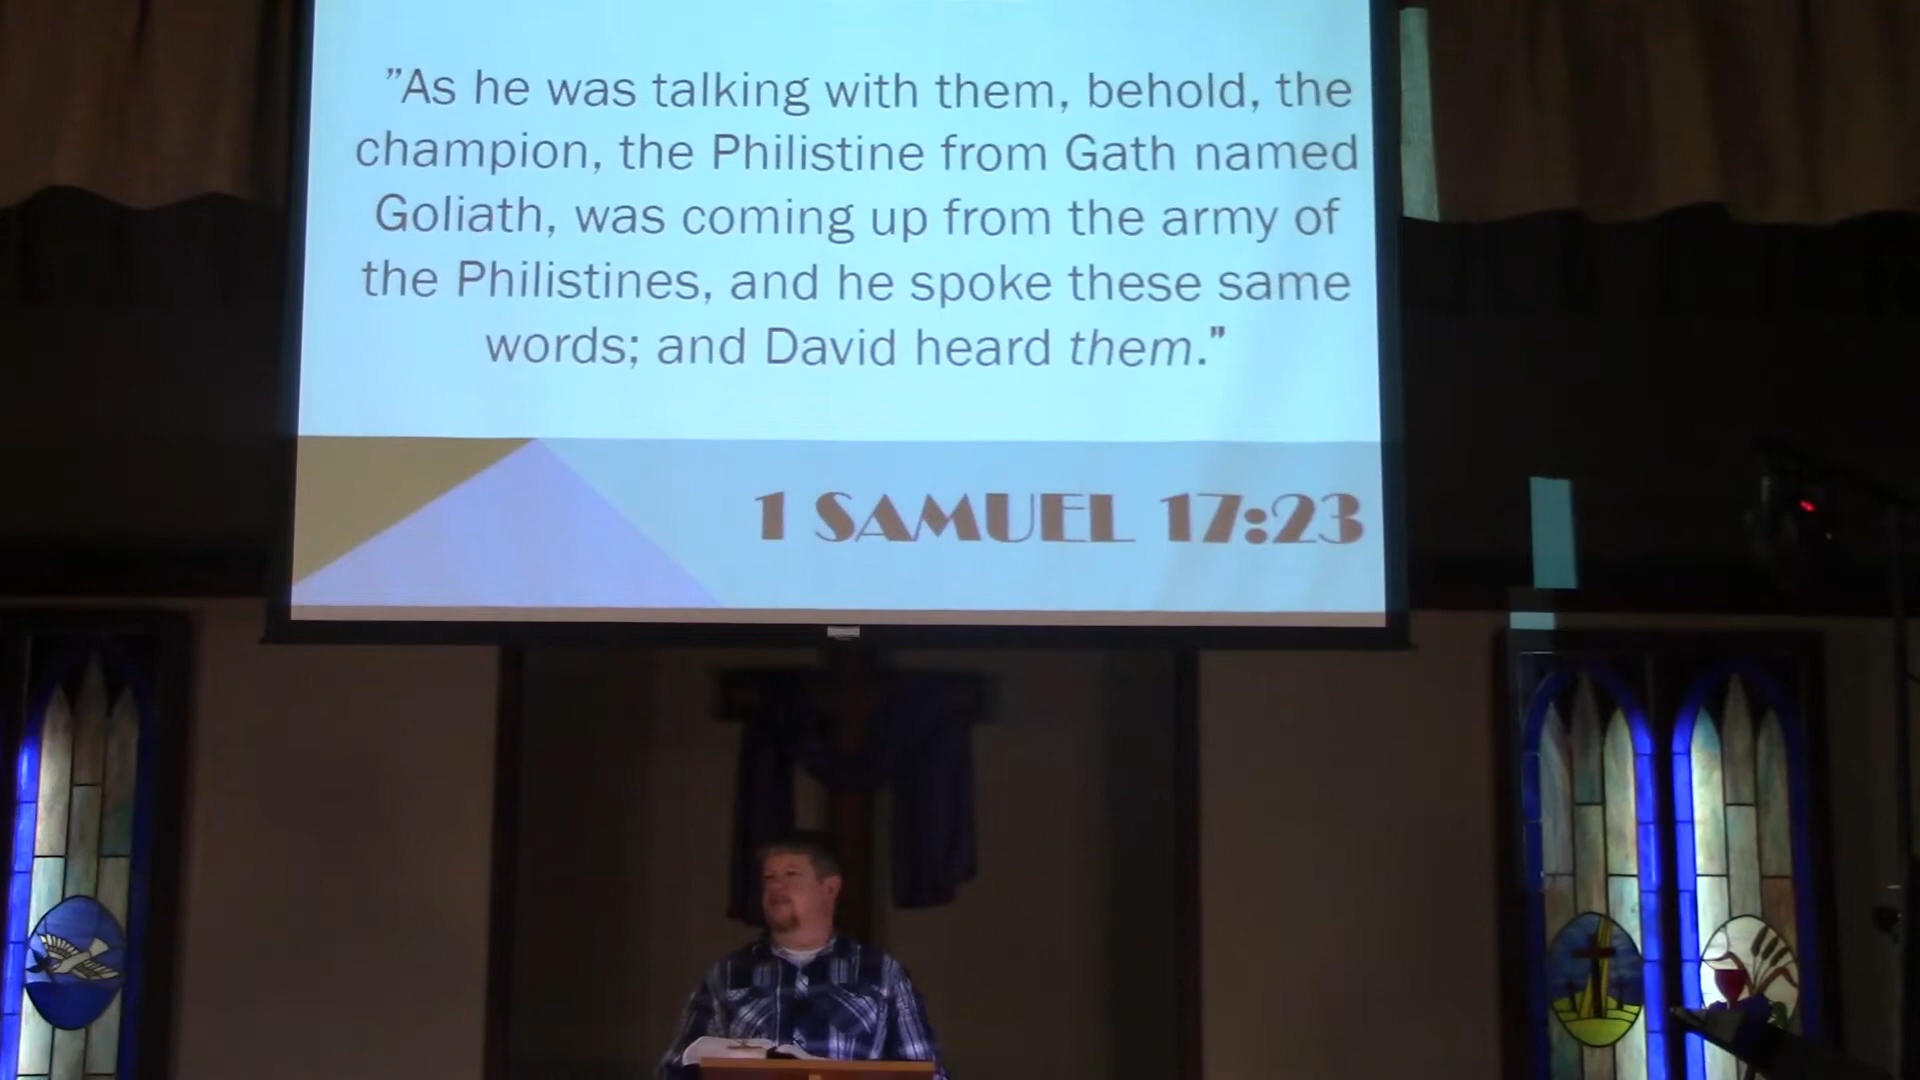 "As he was talking with them, behold, the
champion, the Philistine from Gath named
Goliath, was coming up from the army of
the Philistines, and he spoke these same
words; and David heard them."
1 SAMUEL 17:23